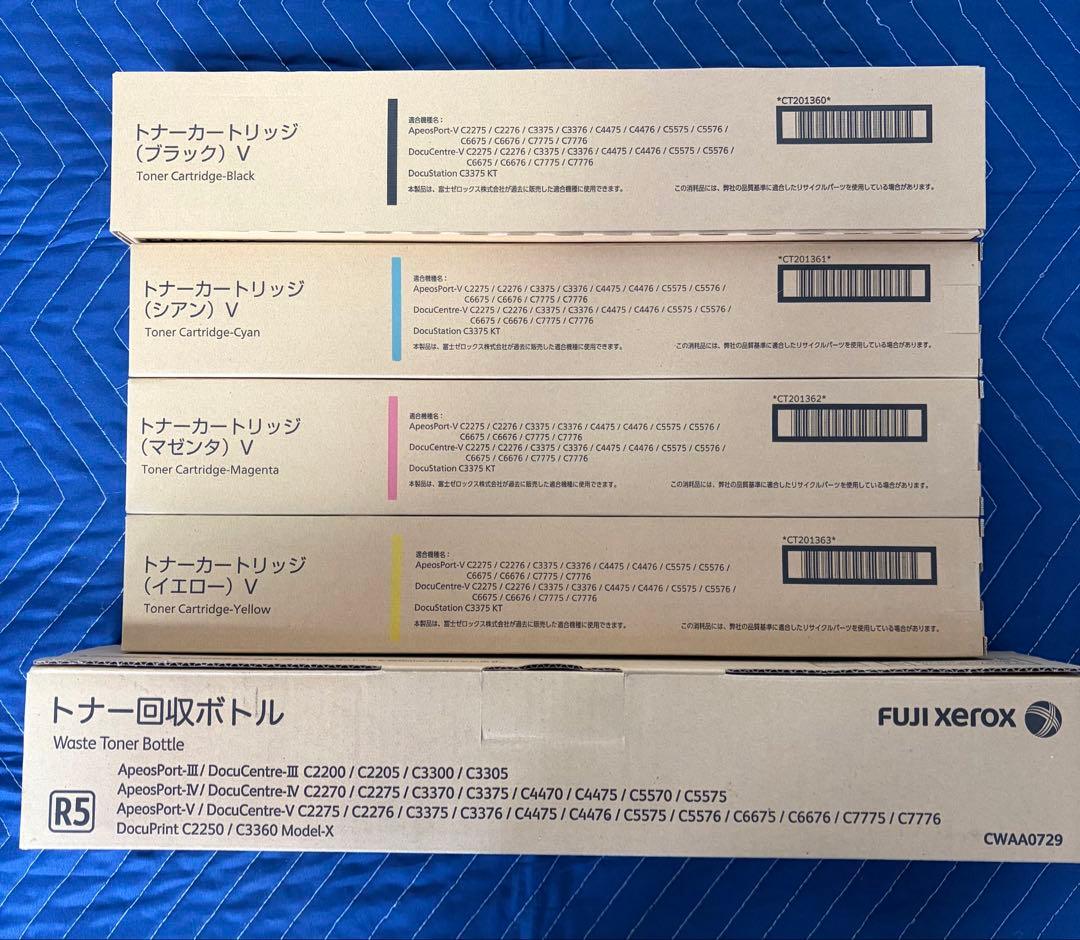 トナーカートリッジ
（ブラック）V
Toner Cartridge-Black
適合機種名：
ApeosPort-V C2275 / C2276 / C3375 / C3376 / C4475 / C4476 / C5575 / C5576 /
C6675 / C6676 / C7775 / C7776
DocuCentre-V C2275 / C2276 / C3375 / C3376 / C4475 / C4476 / C5575 / C5576 /
C6675 / C6676 / C7775 / C7776
DocuStation C3375 KT
本製品は、富士ゼロックス株式会社が過去に販売した適合機種に使用できます。
*CT201360*
この消耗品には、弊社の品質基準に適合したリサイクルパーツを使用している場合があります。
トナーカートリッジ
（シアン）V
Toner Cartridge-Cyan
適合機種名：
ApeosPort-V C2275 / C2276 / C3375 / C3376 / C4475 / C4476 / C5575 / C5576 /
C6675 / C6676 / C7775 / C7776
DocuCentre-V C2275 / C2276 / C3375 / C3376 / C4475 / C4476 / C5575 / C5576 /
C6675 / C6676 / C7775 / C7776
DocuStation C3375 KT
本製品は、富士ゼロックス株式会社が過去に販売した適合機種に使用できます。
*CT201361*
この消耗品には、弊社の品質基準に適合したリサイクルパーツを使用している場合があります。
トナーカートリッジ
（マゼンタ）V
Toner Cartridge-Magenta
適合機種名：
ApeosPort-V C2275 / C2276 / C3375 / C3376 / C4475 / C4476 / C5575 / C5576 /
C6675 / C6676 / C7775 / C7776
DocuCentre-V C2275 / C2276 / C3375 / C3376 / C4475 / C4476 / C5575 / C5576 /
C6675 / C6676 / C7775 / C7776
DocuStation C3375 KT
本製品は、富士ゼロックス株式会社が過去に販売した適合機種に使用できます。
*CT201362*
この消耗品には、弊社の品質基準に適合したリサイクルパーツを使用している場合があります。
トナーカートリッジ
（イエロー）V
Toner Cartridge-Yellow
適合機種名：
ApeosPort-V C2275 / C2276 / C3375 / C3376 / C4475 / C4476 / C5575 / C5576 /
C6675 / C6676 / C7775 / C7776
DocuCentre-V C2275 / C2276 / C3375 / C3376 / C4475 / C4476 / C5575 / C5576 /
C6675 / C6676 / C7775 / C7776
DocuStation C3375 KT
本製品は、富士ゼロックス株式会社が過去に販売した適合機種に使用できます。
*CT201363*
この消耗品には、弊社の品質基準に適合したリサイクルパーツを使用している場合があります。
トナー回収ボトル
Waste Toner Bottle
FUJI xerox
R5
ApeosPort-Ⅲ / DocuCentre-Ⅲ C2200 / C2205 / C3300 / C3305
ApeosPort-Ⅳ / DocuCentre-Ⅳ C2270 / C2275 / C3370 / C3375 / C4470 / C4475 / C5570 / C5575
ApeosPort-V / DocuCentre-V C2275 / C2276 / C3375 / C3376 / C4475 / C4476 / C5575 / C5576 / C6675 / C6676 / C7775 / C7776
DocuPrint C2250 / C3360 Model-X
CWAA0729